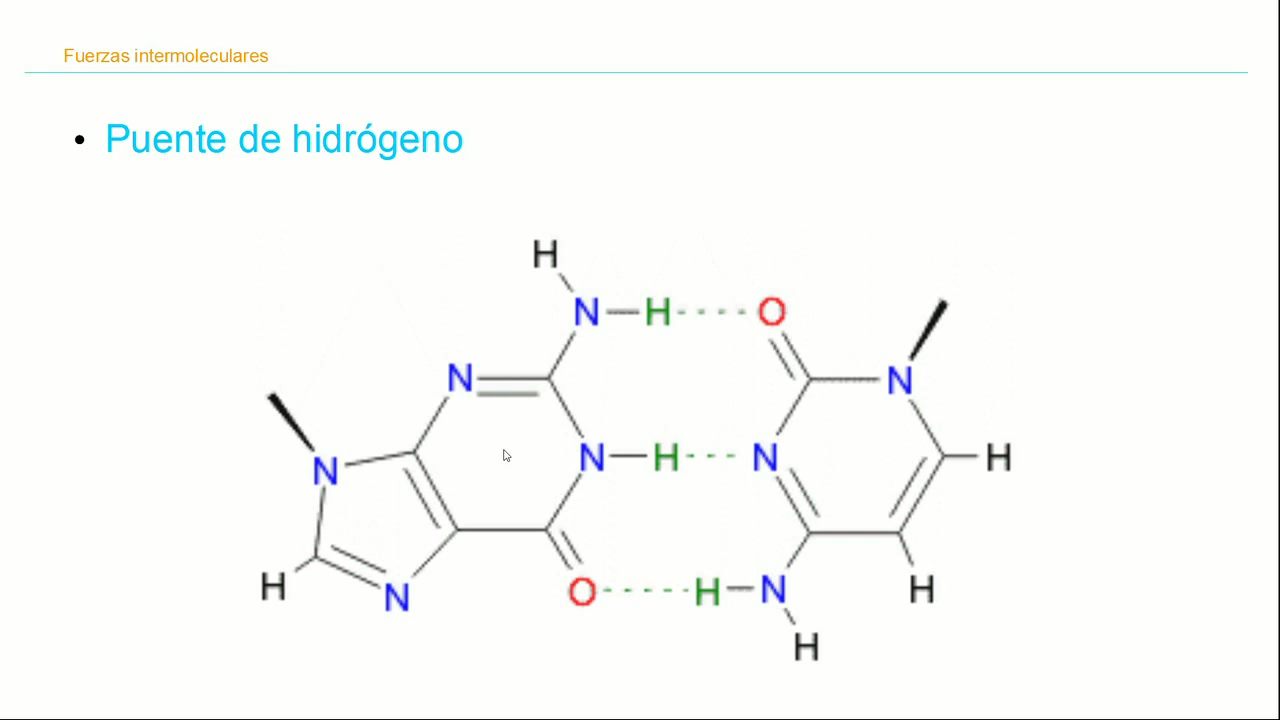 Fuerzas intermoleculares
• Puente de hidrógeno
H
N H O
N N
N H N H
N
O H N H
H N
H